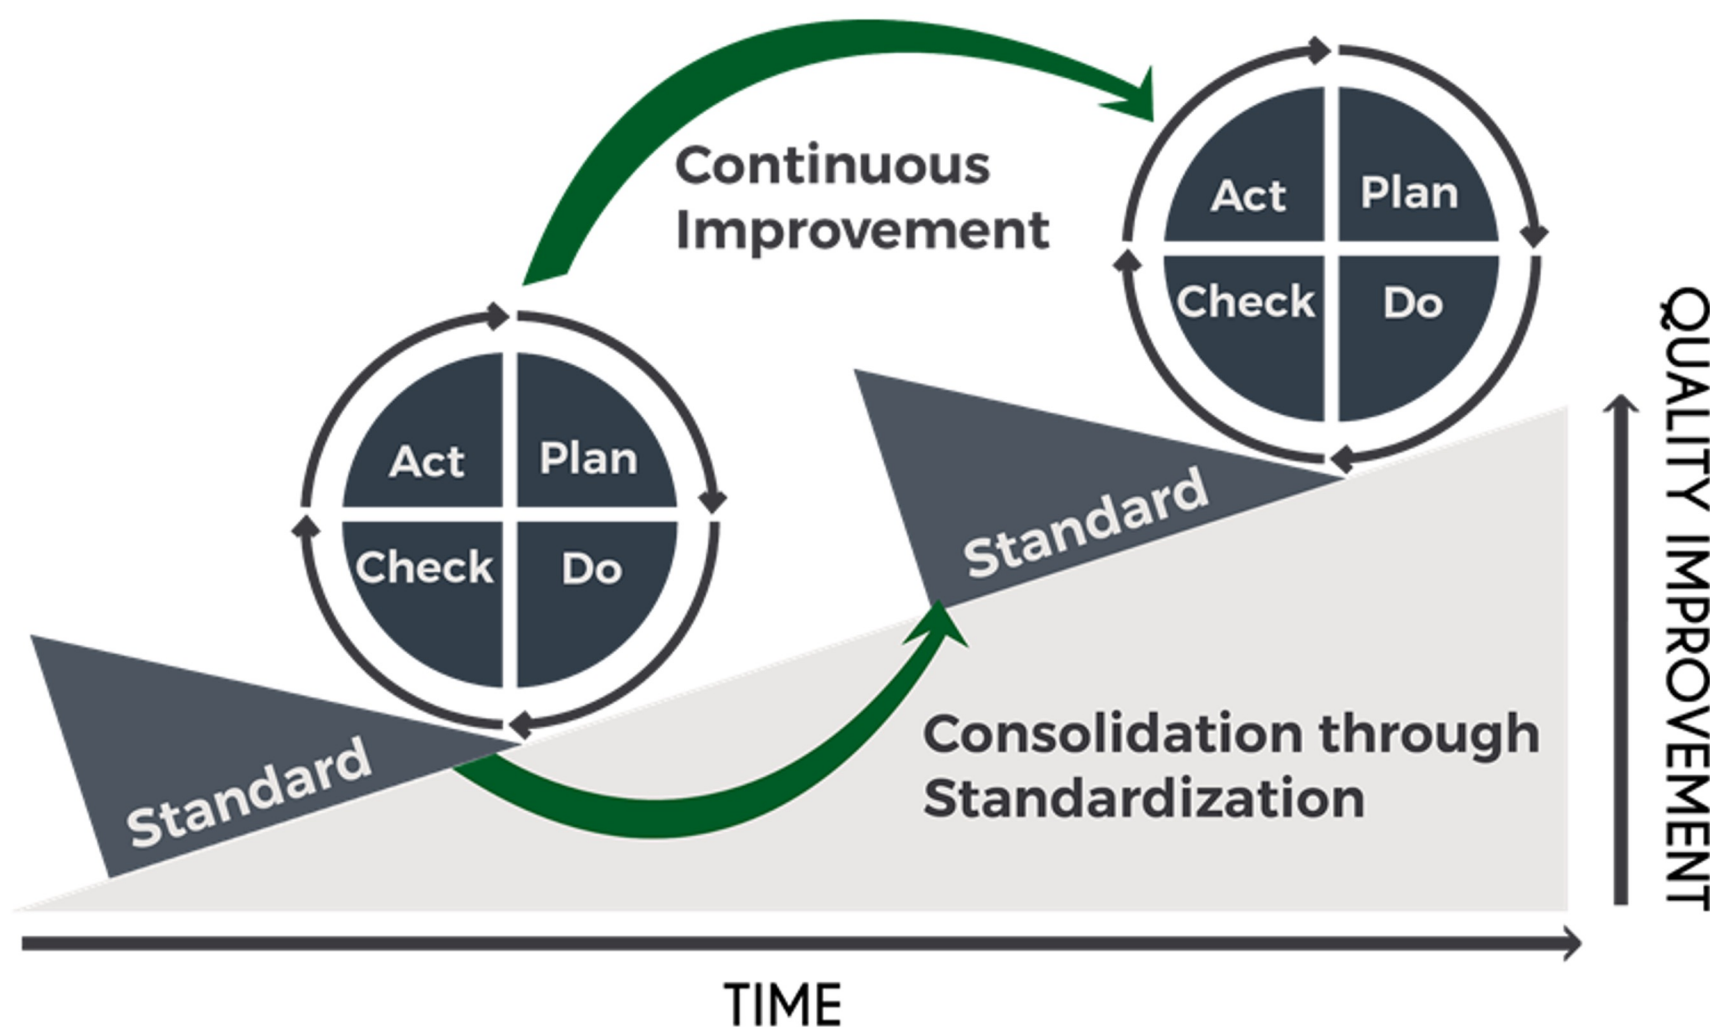 Continuous
Improvement
Act
Plan
Check
Do
Act
Plan
Check
Do
Standard
Standard
Consolidation through
Standardization
QUALITY IMPROVEMENT
TIME